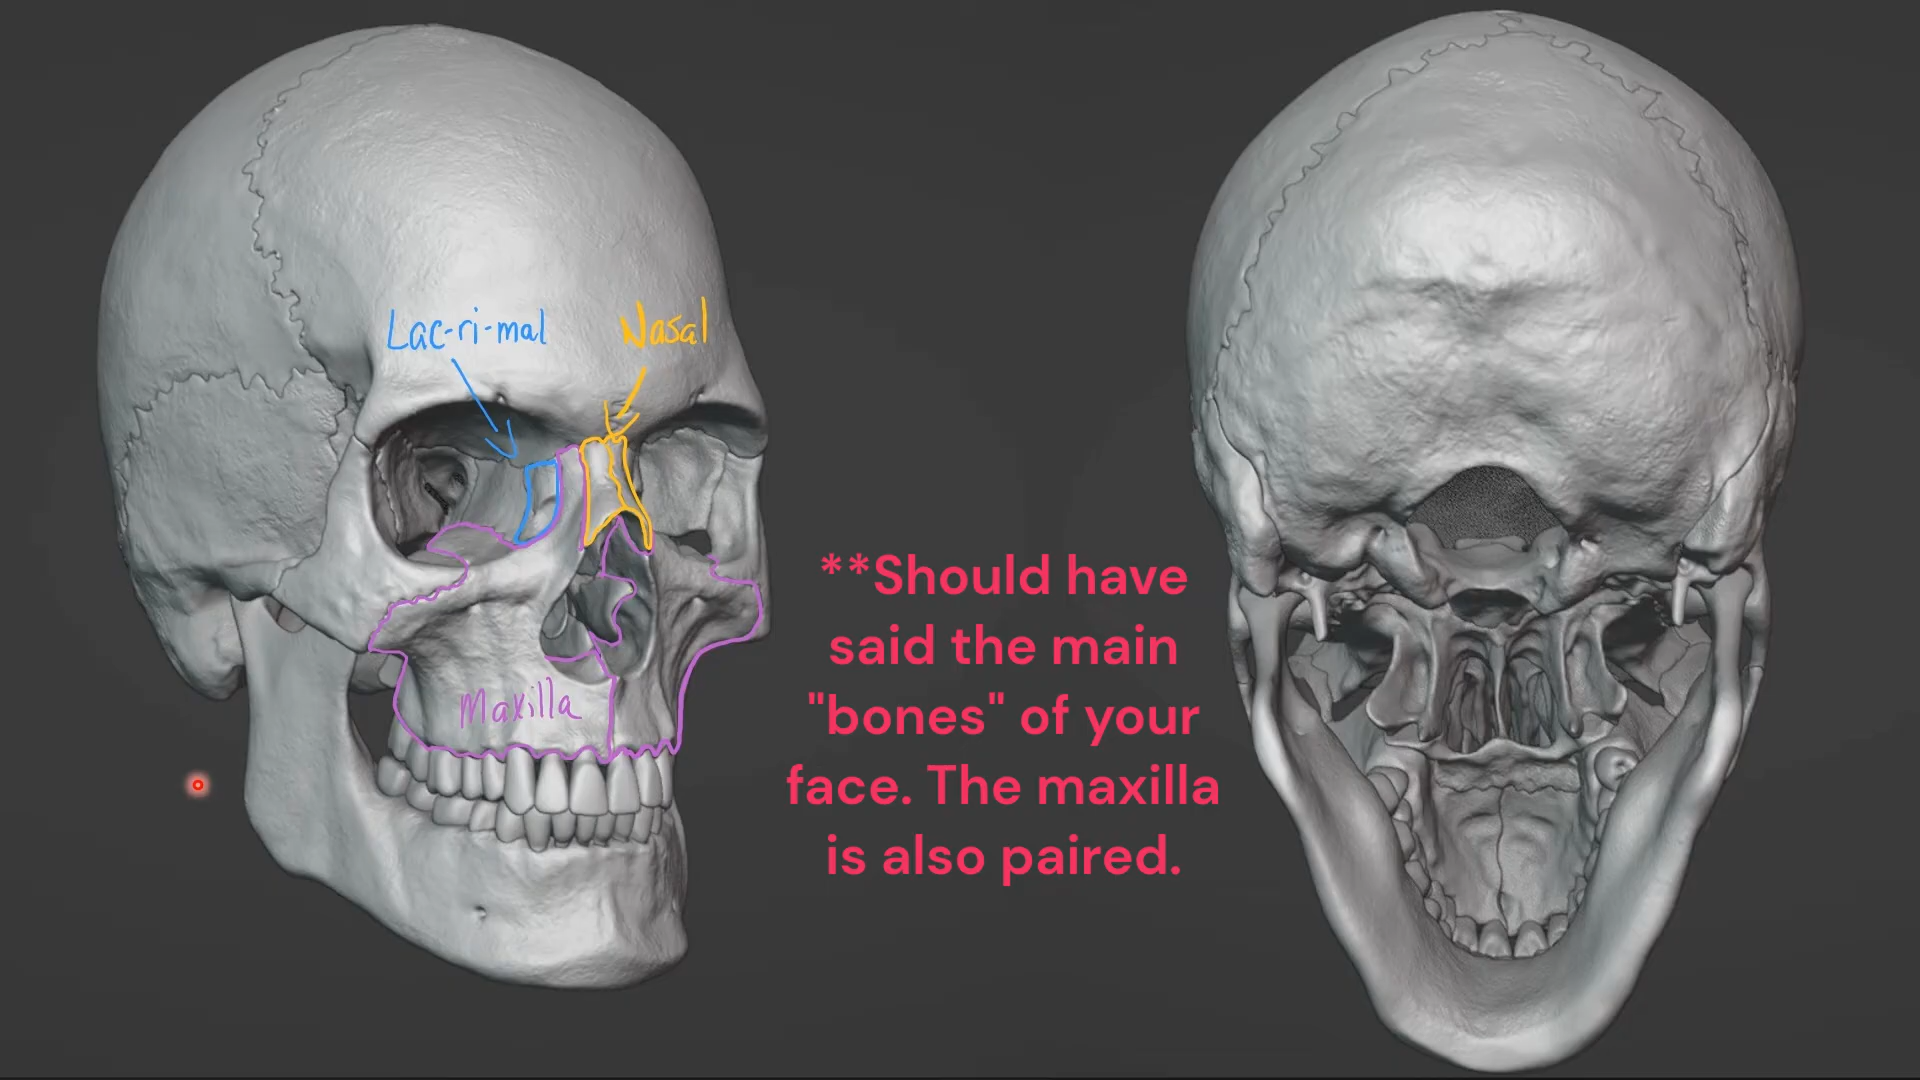 Lac-ri-mal
Nasal
Maxilla
**Should have
said the main
"bones" of your
face. The maxilla
is also paired.